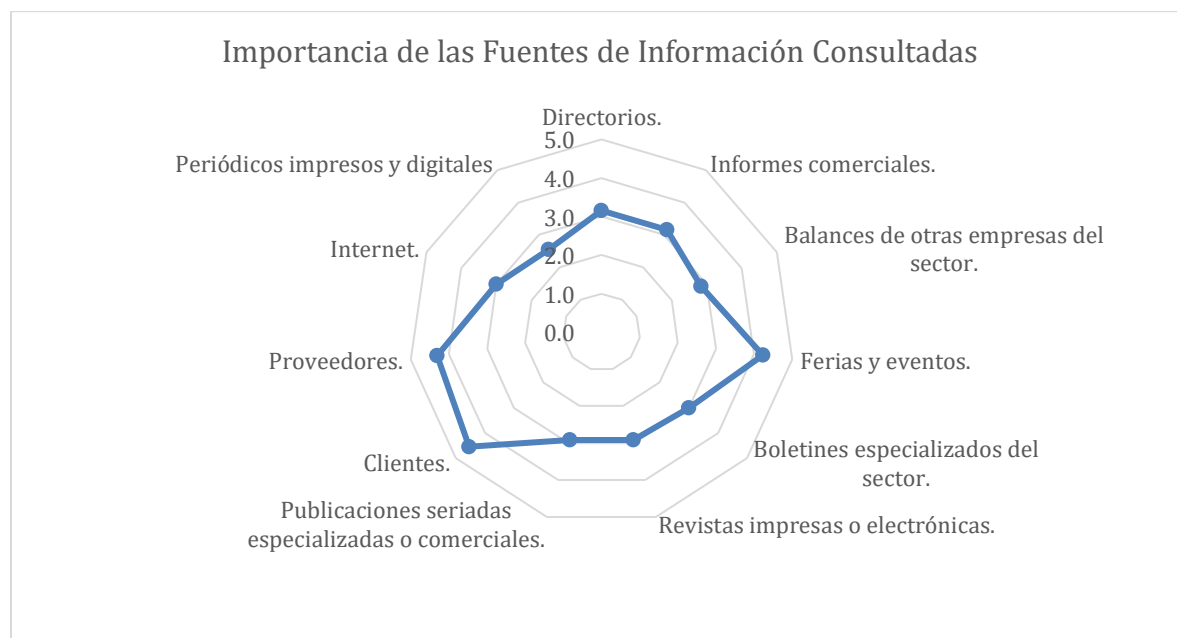 Importancia de las Fuentes de Información Consultadas
Directorios.
5.0
Periódicos impresos y digitales
4.0
Informes comerciales.
3.0
Internet.
2.0
Balances de otras empresas del
sector.
1.0
0.0
Proveedores.
Ferias y eventos.
Clientes.
Boletines especializados del
sector.
Publicaciones seriadas
especializadas o comerciales.
Revistas impresas o electrónicas.